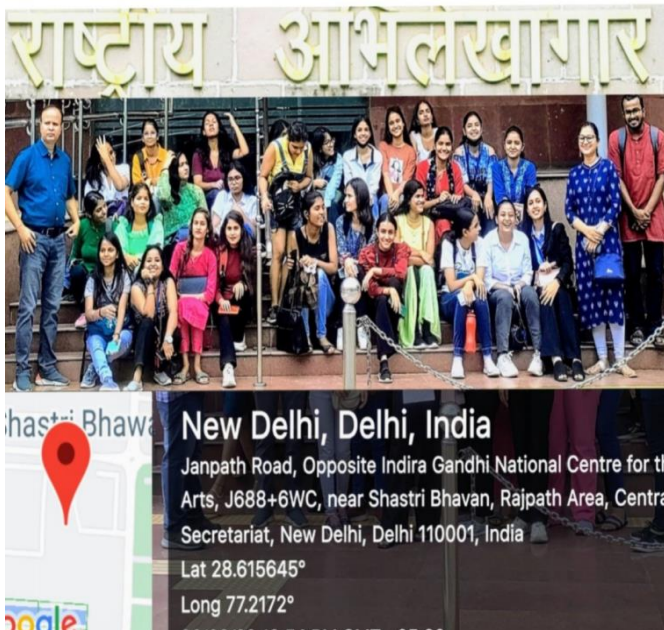 राष्ट्रीय अभिलेखागार
Shastri Bhawa
New Delhi, Delhi, India
Janpath Road, Opposite Indira Gandhi National Centre for th
Arts, J688+6WC, near Shastri Bhavan, Rajpath Area, Centra
Secretariat, New Delhi, Delhi 110001, India
Lat 28.615645°
Long 77.2172°